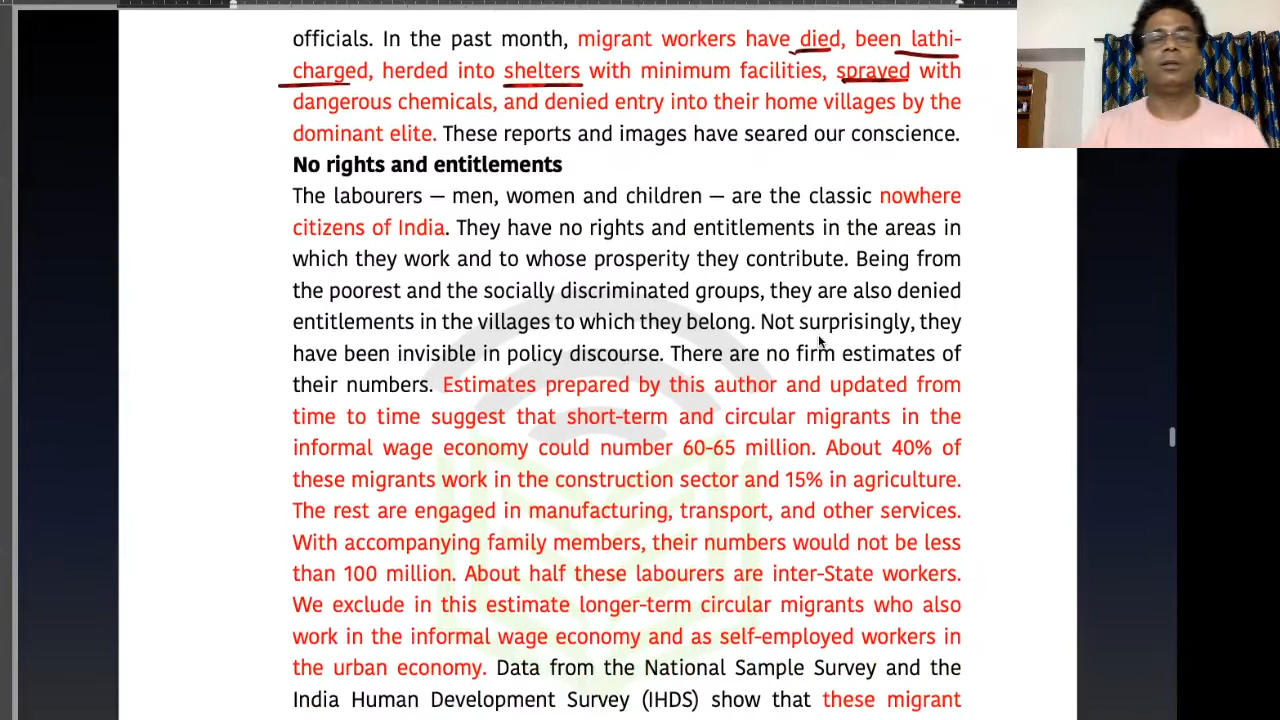 officials. In the past month, migrant workers have died, been lathi-
charged, herded into shelters with minimum facilities, sprayed with
dangerous chemicals, and denied entry into their home villages by the
dominant elite. These reports and images have seared our conscience.
No rights and entitlements
The labourers — men, women and children — are the classic nowhere
citizens of India. They have no rights and entitlements in the areas in
which they work and to whose prosperity they contribute. Being from
the poorest and the socially discriminated groups, they are also denied
entitlements in the villages to which they belong. Not surprisingly, they
have been invisible in policy discourse. There are no firm estimates of
their numbers. Estimates prepared by this author and updated from
time to time suggest that short-term and circular migrants in the
informal wage economy could number 60-65 million. About 40% of
these migrants work in the construction sector and 15% in agriculture.
The rest are engaged in manufacturing, transport, and other services.
With accompanying family members, their numbers would not be less
than 100 million. About half these labourers are inter-State workers.
We exclude in this estimate longer-term circular migrants who also
work in the informal wage economy and as self-employed workers in
the urban economy. Data from the National Sample Survey and the
India Human Development Survey (IHDS) show that these migrant